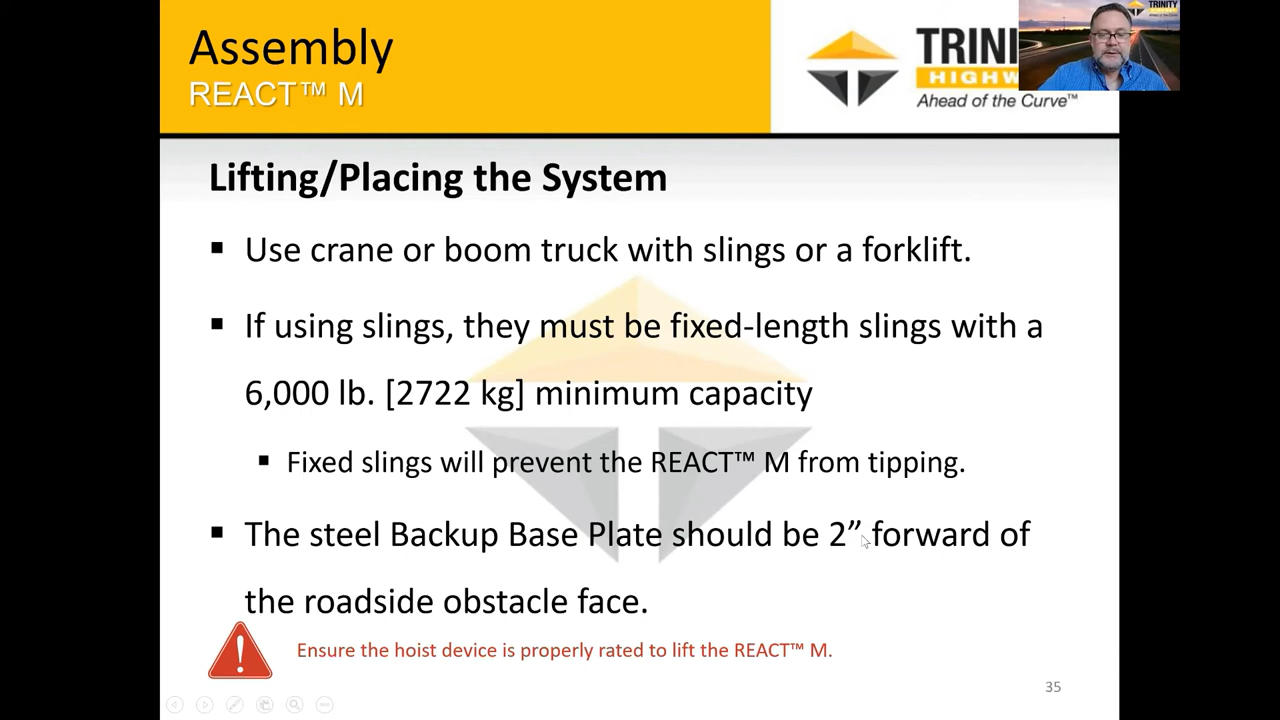 Assembly
REACT™ M
TRINI
HIGHW
Ahead of the Curve™
TRINITY
Lifting/Placing the System
▪ Use crane or boom truck with slings or a forklift.
▪ If using slings, they must be fixed-length slings with a
6,000 lb. [2722 kg] minimum capacity
▪ Fixed slings will prevent the REACT™ M from tipping.
▪ The steel Backup Base Plate should be 2” forward of
the roadside obstacle face.
Ensure the hoist device is properly rated to lift the REACT™ M.
35